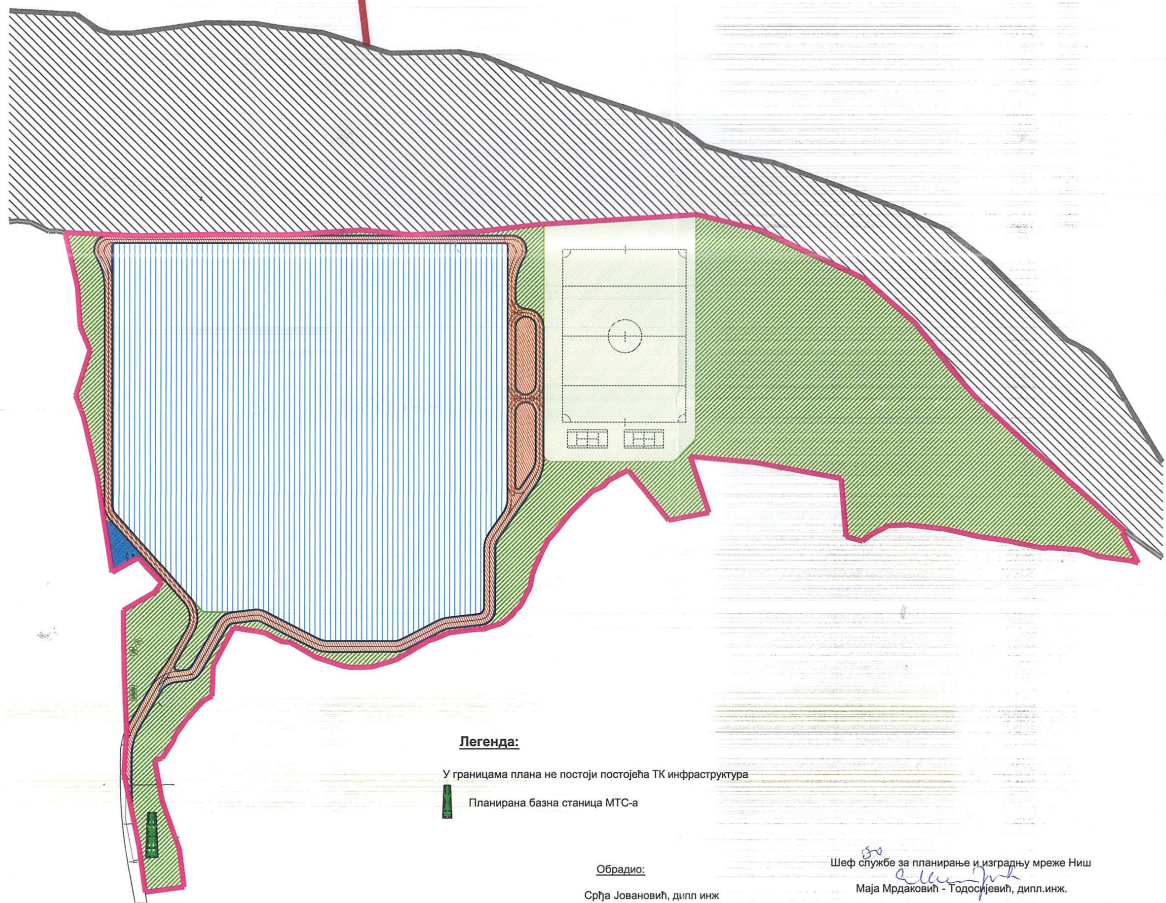 Легенда:
У границама плана не постоји постојећа ТК инфраструктура
Планирана базна станица МТС-а
Обрадио:
Срђа Јовановић, дипл инж
Шеф службе за планирање и изградњу мреже Ниш
Маја Мрдаковић - Тодосијевић, дипл.инж.